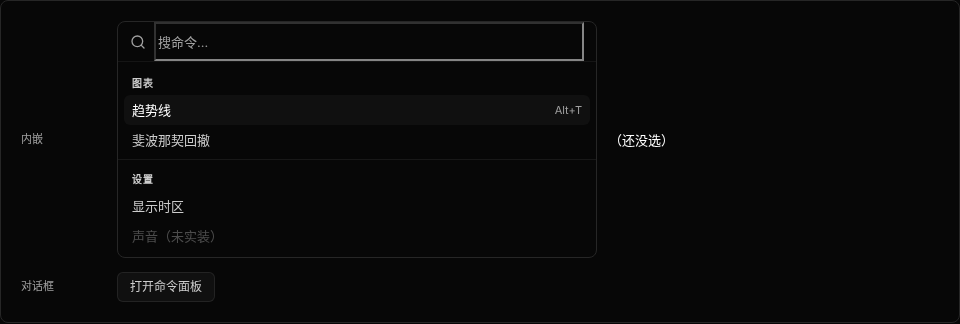 搜命令...
图表
趋势线 Alt+T
斐波那契回撤
内嵌
（还没选）
设置
显示时区
声音（未实装）
对话框
打开命令面板